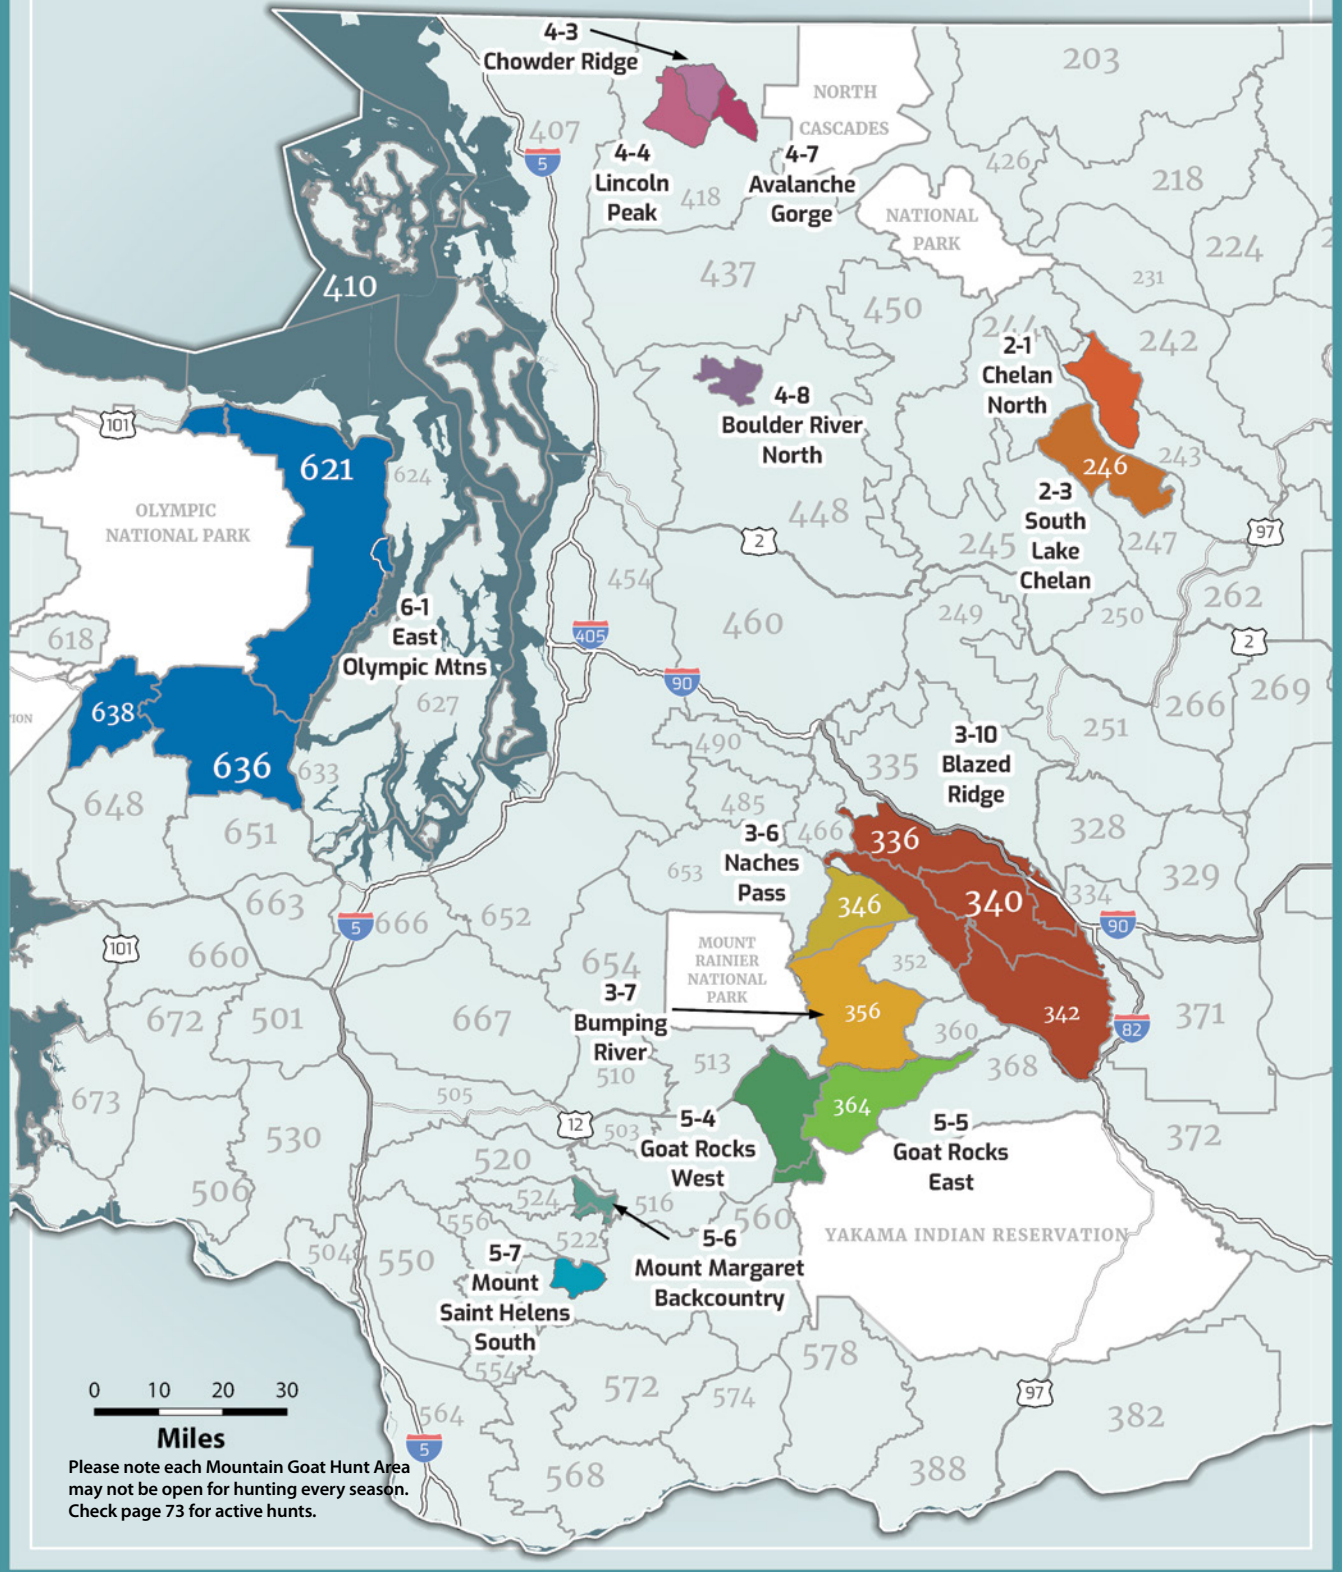 4-3
Chowder Ridge
203
NORTH
CASCADES
407
5
4-4
Lincoln
Peak
418
4-7
Avalanche
Gorge
426
218
NATIONAL
PARK
224
2
410
437
231
450
244
242
2-1
Chelan
North
4-8
Boulder River
North
101
621
624
246
243
OLYMPIC
NATIONAL PARK
448
2
2-3
South
Lake
Chelan
245
247
97
454
6-1
East
Olympic Mtns
405
460
249
250
262
618
2
90
627
638
ION
636
633
490
3-10
Blazed
Ridge
335
251
266
269
648
651
485
466
336
328
3-6
Naches
Pass
653
346
340
334
329
663
5
666
652
90
101
660
654
MOUNT
RAINIER
NATIONAL
PARK
352
3-7
Bumping
River
356
342
82
371
672
501
667
360
368
513
510
673
505
364
12
503
5-4
Goat Rocks
West
5-5
Goat Rocks
East
372
530
520
506
524
516
556
560
522
YAKAMA INDIAN RESERVATION
504
550
5-7
Mount
Saint Helens
South
5-6
Mount Margaret
Backcountry
578
554
572
574
97
382
0 10 20 30
Miles
564
5
568
388
Please note each Mountain Goat Hunt Area
may not be open for hunting every season.
Check page 73 for active hunts.